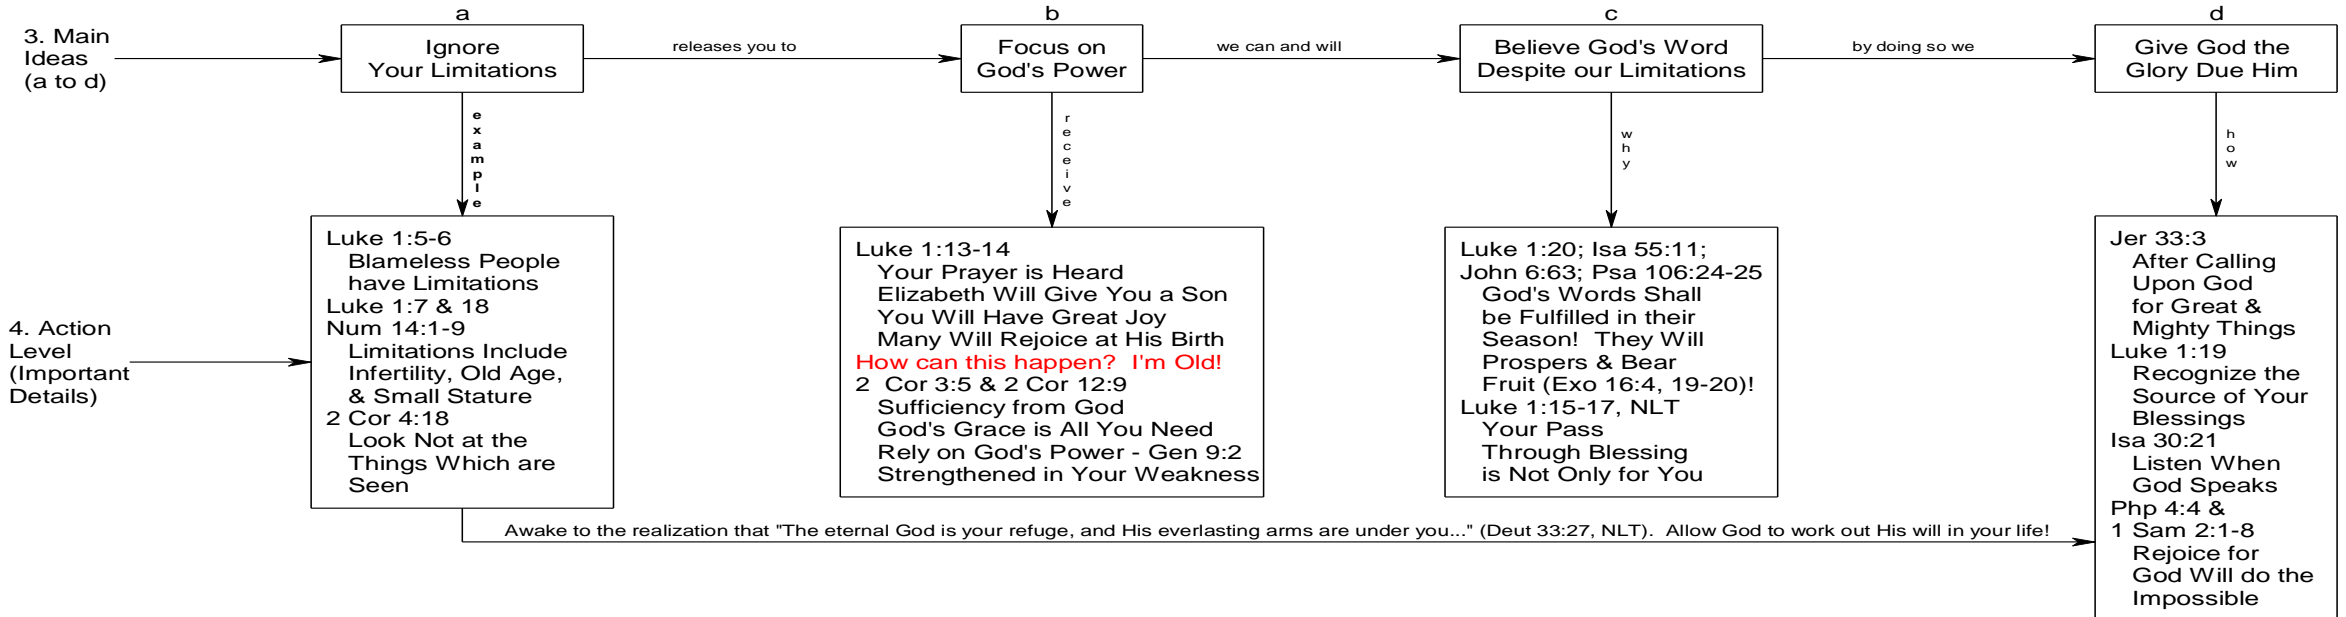 a
b
c
d
3. Main
Ideas
(a to d)
Ignore
Your Limitations
releases you to
Focus on
God's Power
we can and will
Believe God's Word
Despite our Limitations
by doing so we
Give God the
Glory Due Him
example
receive
why
how
4. Action
Level
(Important
Details)
Luke 1:5-6
Blameless People
have Limitations
Luke 1:7 & 18
Num 14:1-9
Limitations Include
Infertility, Old Age,
& Small Stature
2 Cor 4:18
Look Not at the
Things Which are
Seen
Luke 1:13-14
Your Prayer is Heard
Elizabeth Will Give You a Son
You Will Have Great Joy
Many Will Rejoice at His Birth
How can this happen?  I'm Old!
2  Cor 3:5 & 2 Cor 12:9
Sufficiency from God
God's Grace is All You Need
Rely on God's Power - Gen 9:2
Strengthened in Your Weakness
Luke 1:20; Isa 55:11;
John 6:63; Psa 106:24-25
God's Words Shall
be Fulfilled in their
Season!  They Will
Prospers & Bear
Fruit (Exo 16:4, 19-20)!
Luke 1:15-17, NLT
Your Pass
Through Blessing
is Not Only for You
Jer 33:3
After Calling
Upon God
for Great &
Mighty Things
Luke 1:19
Recognize the
Source of Your
Blessings
Isa 30:21
Listen When
God Speaks
Php 4:4 &
1 Sam 2:1-8
Rejoice for
God Will do the
Impossible
Awake to the realization that "The eternal God is your refuge, and His everlasting arms are under you..." (Deut 33:27, NLT).  Allow God to work out His will in your life!